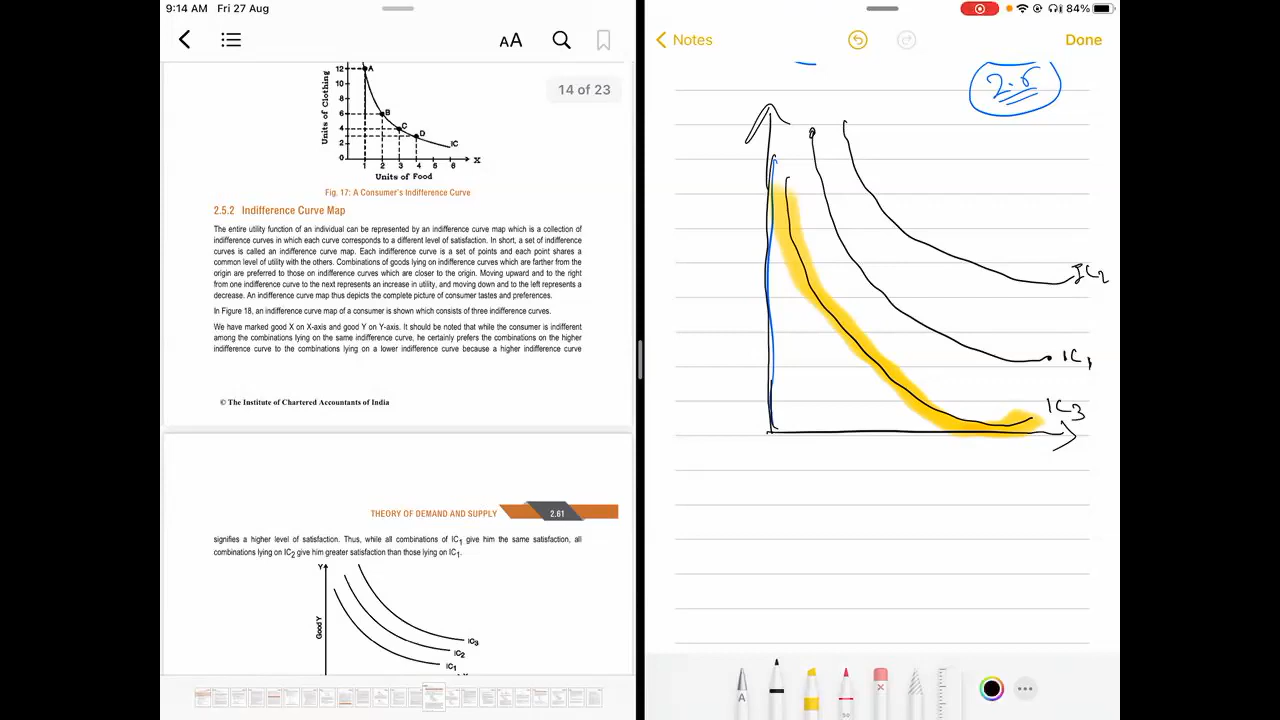 9:14 AM Fri 27 Aug
84%
AA
14 of 23
Units of Clothing
12
10
8
6
4
2
0
A
B
C
D
IC
1 2 3 4 5 6
X
Units of Food
Fig. 17: A Consumer's Indifference Curve
2.5.2 Indifference Curve Map
The entire utility function of an individual can be represented by an indifference curve map which is a collection of
indifference curves in which each curve corresponds to a different level of satisfaction. In short, a set of indifference
curves is called an indifference curve map. Each indifference curve is a set of points and each point shares a
common level of utility with the others. Combinations of goods lying on indifference curves which are farther from the
origin are preferred to those on indifference curves which are closer to the origin. Moving upward and to the right
from one indifference curve to the next represents an increase in utility, and moving down and to the left represents a
decrease. An indifference curve map thus depicts the complete picture of consumer tastes and preferences.
In Figure 18, an indifference curve map of a consumer is shown which consists of three indifference curves.
We have marked good X on X-axis and good Y on Y-axis. It should be noted that while the consumer is indifferent
among the combinations lying on the same indifference curve, he certainly prefers the combinations on the higher
indifference curve to the combinations lying on a lower indifference curve because a higher indifference curve
© The Institute of Chartered Accountants of India
THEORY OF DEMAND AND SUPPLY
2.61
signifies a higher level of satisfaction. Thus, while all combinations of IC1 give him the same satisfaction, all
combinations lying on IC2 give him greater satisfaction than those lying on IC1.
Y
Good Y
IC3
IC2
IC1
Notes
Done
IC2
IC1
IC3
A